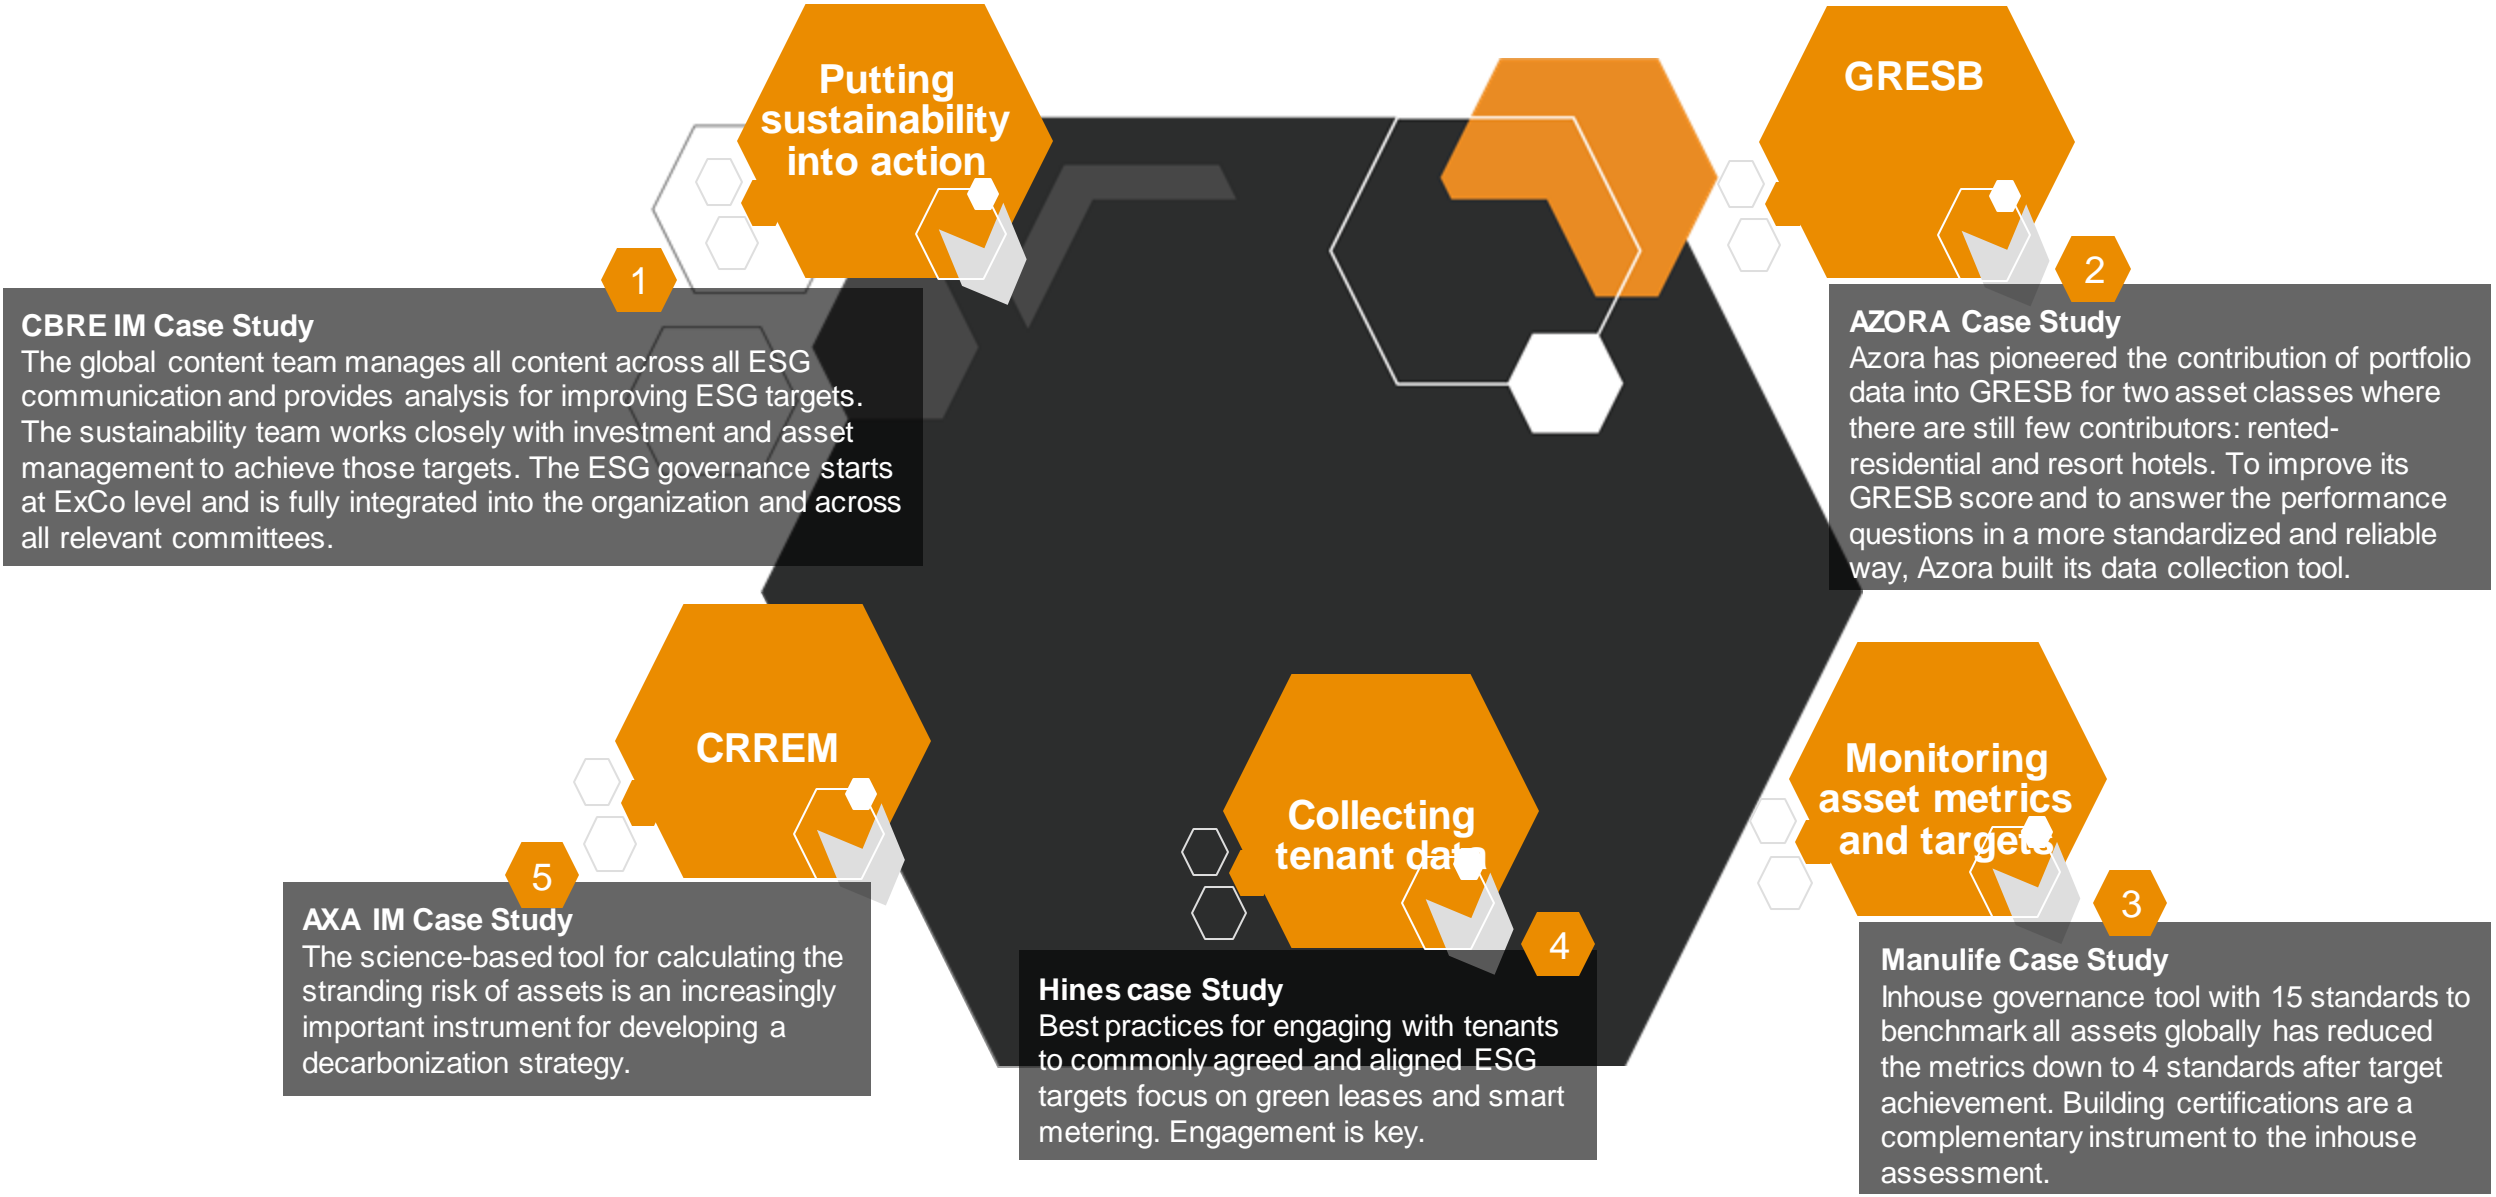 Putting
sustainability
into action
1
CBRE IM Case Study
The global content team manages all content across all ESG
communication and provides analysis for improving ESG targets.
The sustainability team works closely with investment and asset
management to achieve those targets. The ESG governance starts
at ExCo level and is fully integrated into the organization and across
all relevant committees.
GRESB
2
AZORA Case Study
Azora has pioneered the contribution of portfolio
data into GRESB for two asset classes where
there are still few contributors: rented-
residential and resort hotels. To improve its
GRESB score and to answer the performance
questions in a more standardized and reliable
way, Azora built its data collection tool.
Monitoring
asset metrics
and targets
3
Manulife Case Study
Inhouse governance tool with 15 standards to
benchmark all assets globally has reduced
the metrics down to 4 standards after target
achievement. Building certifications are a
complementary instrument to the inhouse
assessment.
Collecting
tenant data
4
Hines case Study
Best practices for engaging with tenants
to commonly agreed and aligned ESG
targets focus on green leases and smart
metering. Engagement is key.
CRREM
5
AXA IM Case Study
The science-based tool for calculating the
stranding risk of assets is an increasingly
important instrument for developing a
decarbonization strategy.